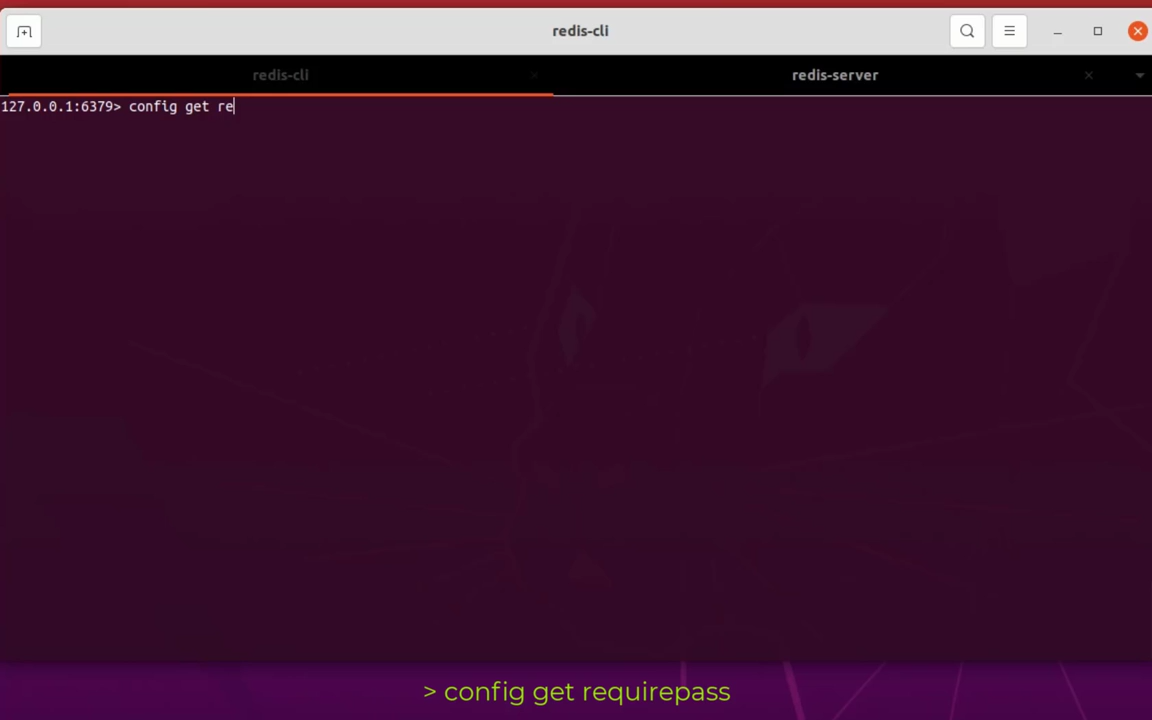 redis-cli
redis-cli
redis-server
127.0.0.1:6379> config get re
> config get requirepass